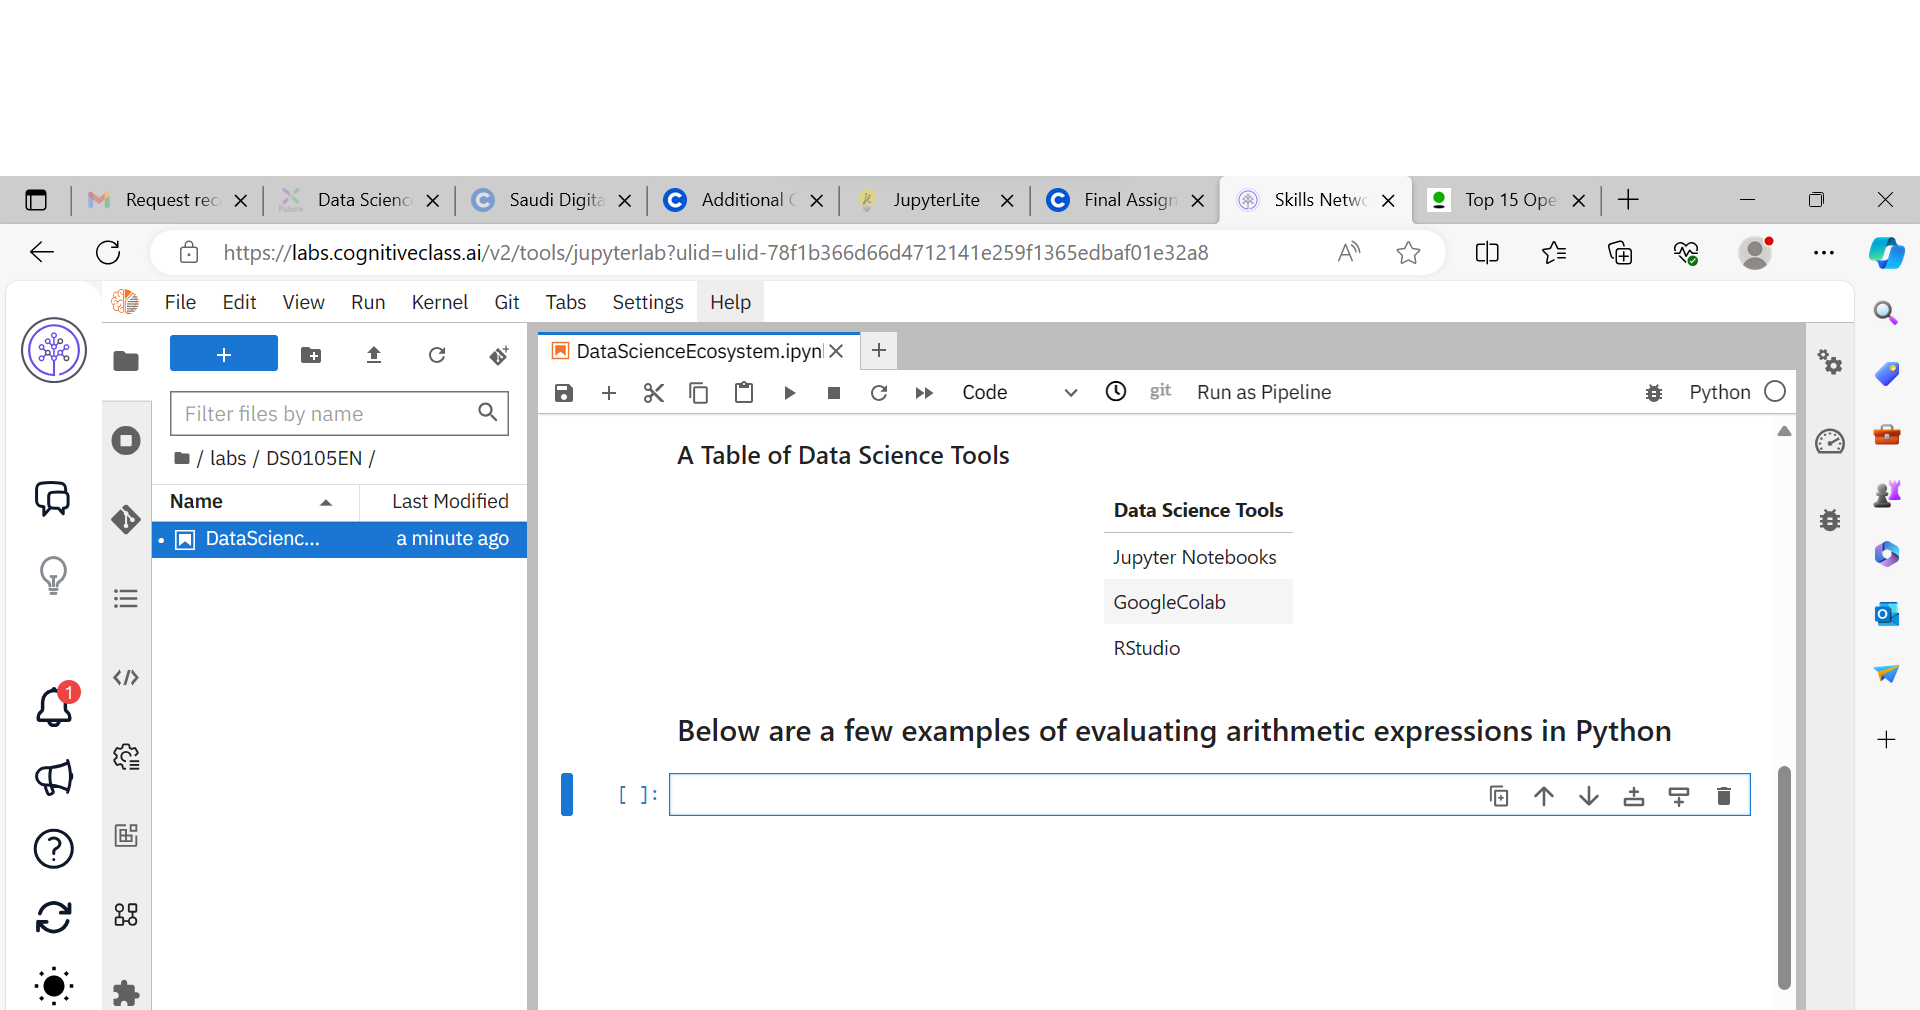 Request rec
Data Scienc
Saudi Digita
Additional C
JupyterLite
Final Assign
Skills Netwo
Top 15 Ope
https://labs.cognitiveclass.ai/v2/tools/jupyterlab?ulid=ulid-78f1b366d66d4712141e259f1365edbaf01e32a8
File Edit View Run Kernel Git Tabs Settings Help
DataScienceEcosystem.ipynb
Code
git
Run as Pipeline
Python
Filter files by name
/ labs / DS0105EN /
Name Last Modified
DataScienc... a minute ago
A Table of Data Science Tools
Data Science Tools
Jupyter Notebooks
GoogleColab
RStudio
Below are a few examples of evaluating arithmetic expressions in Python
[ ]:
1